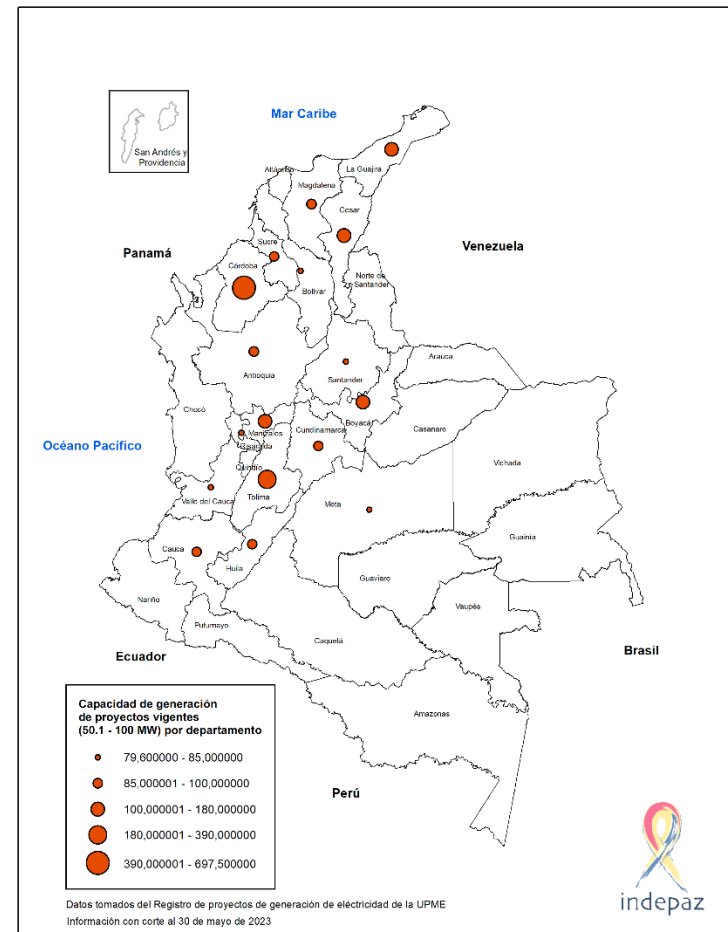 Mar Caribe
San Andrés y
Providencia
Atlántico
La Guajira
Magdalena
Cesar
Panamá
Venezuela
Sucre
Córdoba
Norte de
Santander
Bolívar
Arauca
Santander
Antioquia
Chocó
Boyacá
Cundinamarca
Casanare
Manizales
Risaralda
Océano Pacífico
Vichada
Quindío
Tolima
Valle del Cauca
Meta
Guainía
Cauca
Huila
Guaviare
Nariño
Vaupés
Putumayo
Caquetá
Ecuador
Brasil
Amazonas
Perú
Capacidad de generación
de proyectos vigentes
(50.1 - 100 MW) por departamento
79,600000 - 85,000000
85,000001 - 100,000000
100,000001 - 180,000000
180,000001 - 390,000000
390,000001 - 697,500000
indepaz
Datos tomados del Registro de proyectos de generación de eléctricidad de la UPME
Información con corte al 30 de mayo de 2023